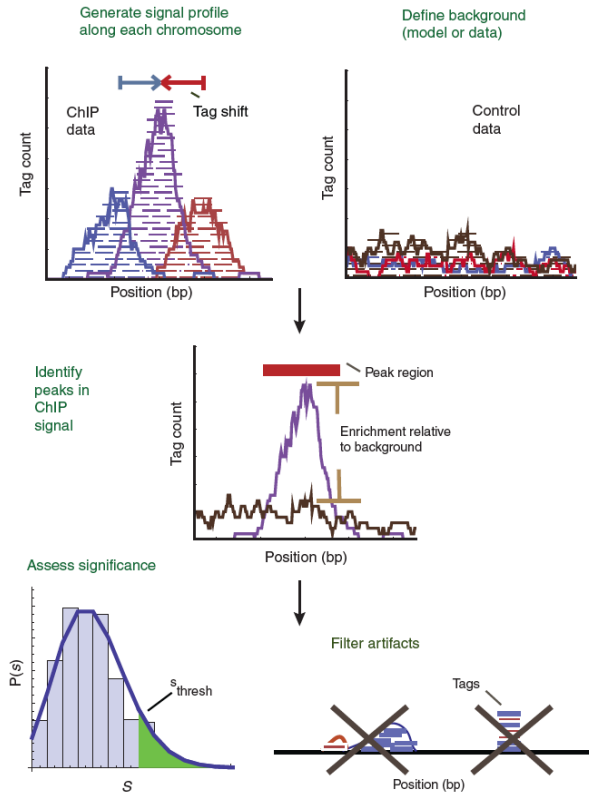 Generate signal profile
along each chromosome
Define background
(model or data)
ChIP
data
Tag shift
Tag count
Position (bp)
Control
data
Tag count
Position (bp)
Identify
peaks in
ChIP
signal
Peak region
Enrichment relative
to background
Tag count
Position (bp)
Assess significance
P(s)
s thresh
S
Filter artifacts
Tags
Position (bp)